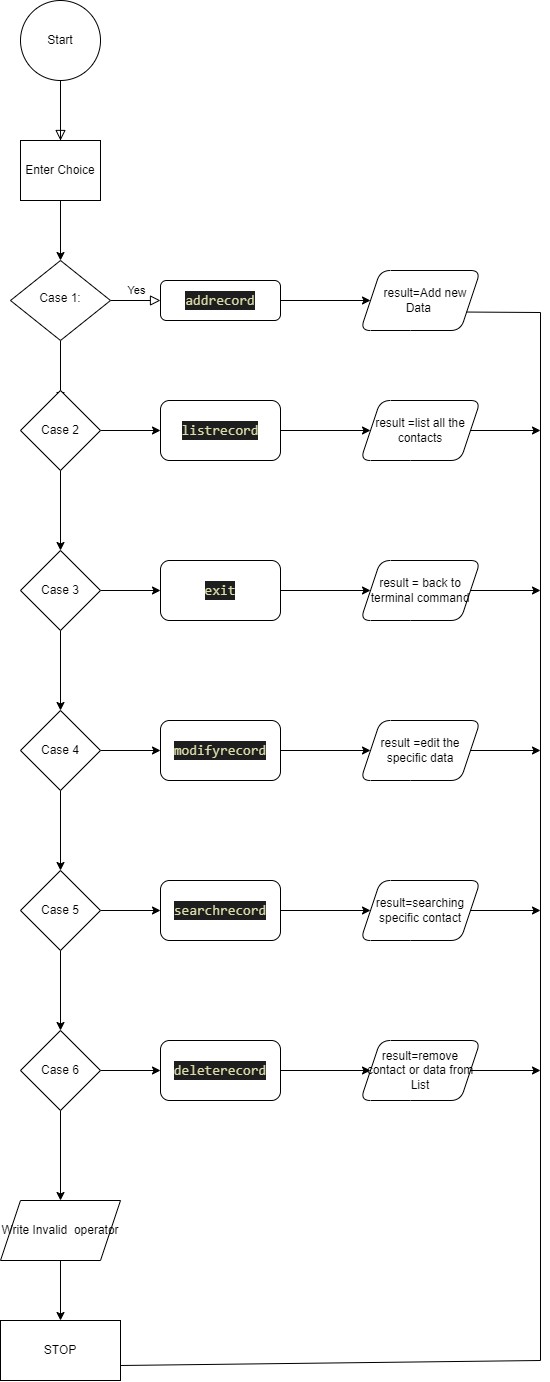 Start
Enter Choice
Case 1:
Yes
addrecord
result=Add new
Data
Case 2
listrecord
result =list all the
contacts
Case 3
exit
result = back to
terminal command
Case 4
modifyrecord
result =edit the
specific data
Case 5
searchrecord
result=searching
specific contact
Case 6
deleterecord
result=remove
contact or data from
List
Write Invalid  operator
STOP